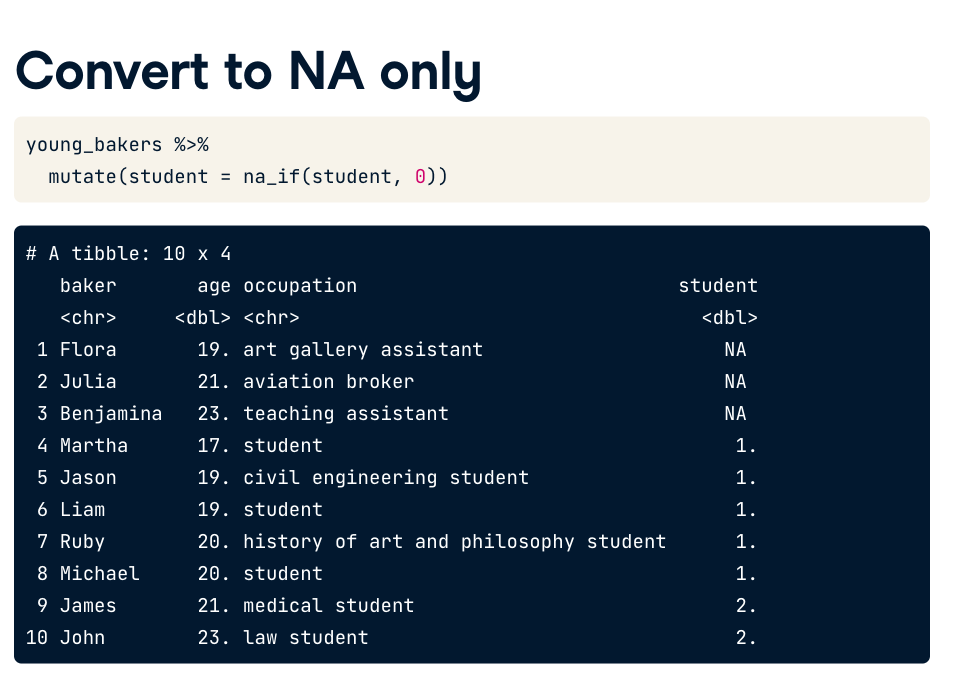 Convert to NA only
young_bakers %>%
  mutate(student = na_if(student, 0))
# A tibble: 10 x 4
   baker       age occupation                            student
   <chr>     <dbl> <chr>                                   <dbl>
 1 Flora       19. art gallery assistant                     NA
 2 Julia       21. aviation broker                           NA
 3 Benjamina   23. teaching assistant                        NA
 4 Martha      17. student                                    1.
 5 Jason       19. civil engineering student                  1.
 6 Liam        19. student                                    1.
 7 Ruby        20. history of art and philosophy student      1.
 8 Michael     20. student                                    1.
 9 James       21. medical student                            2.
10 John        23. law student                                2.